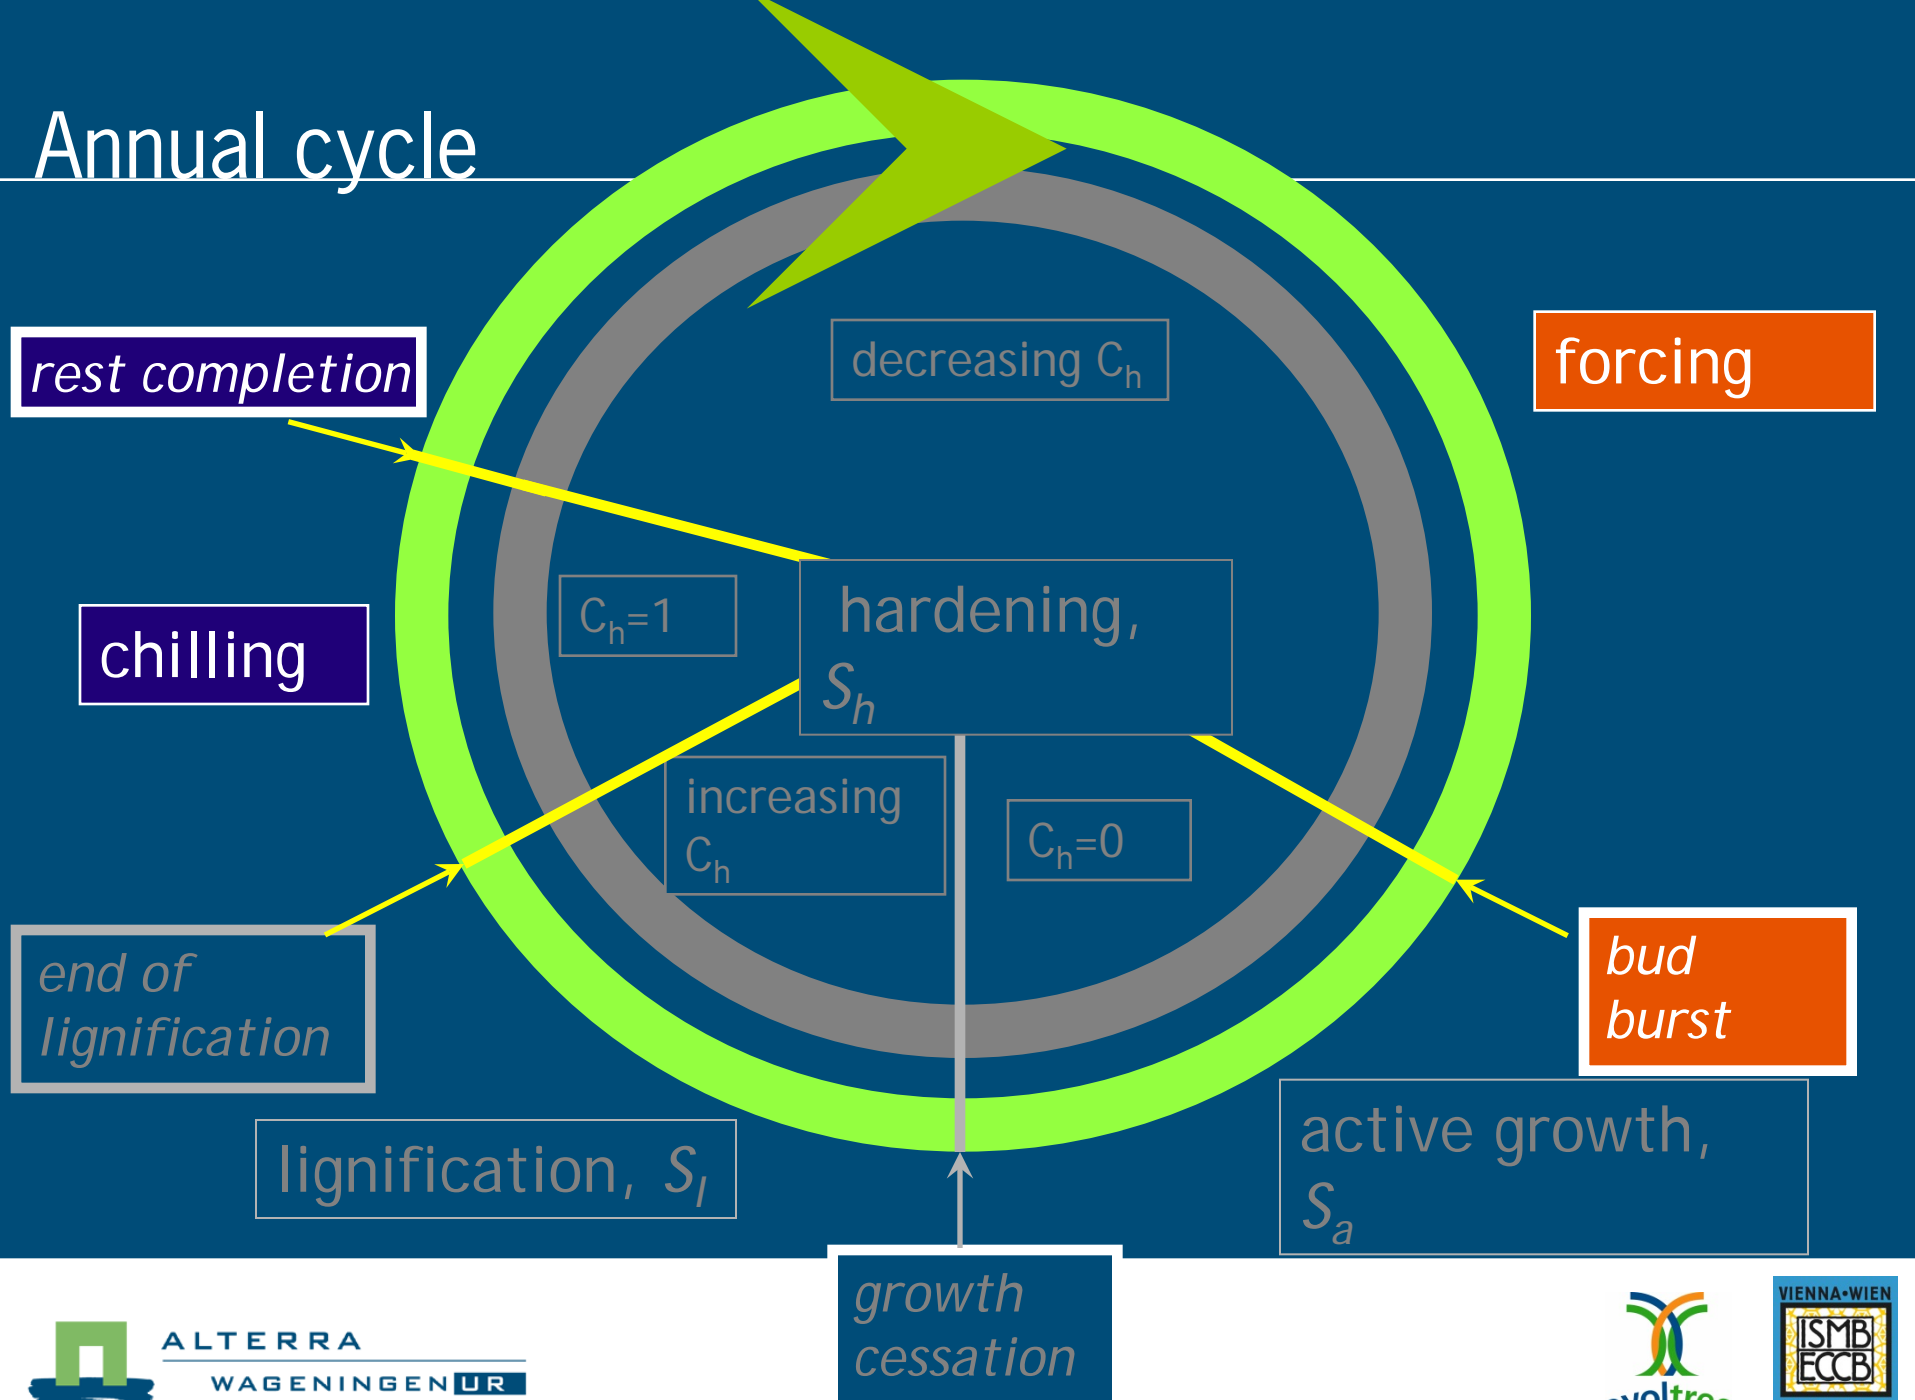 Annual cycle
rest completion
decreasing Ch
forcing
Ch=1
hardening,
Sh
chilling
increasing
Ch
Ch=0
end of
lignification
bud
burst
lignification, Sl
active growth,
Sa
growth
cessation
ALTERRA
WAGENINGEN UR
VIENNA•WIEN
ISMB
ECCB